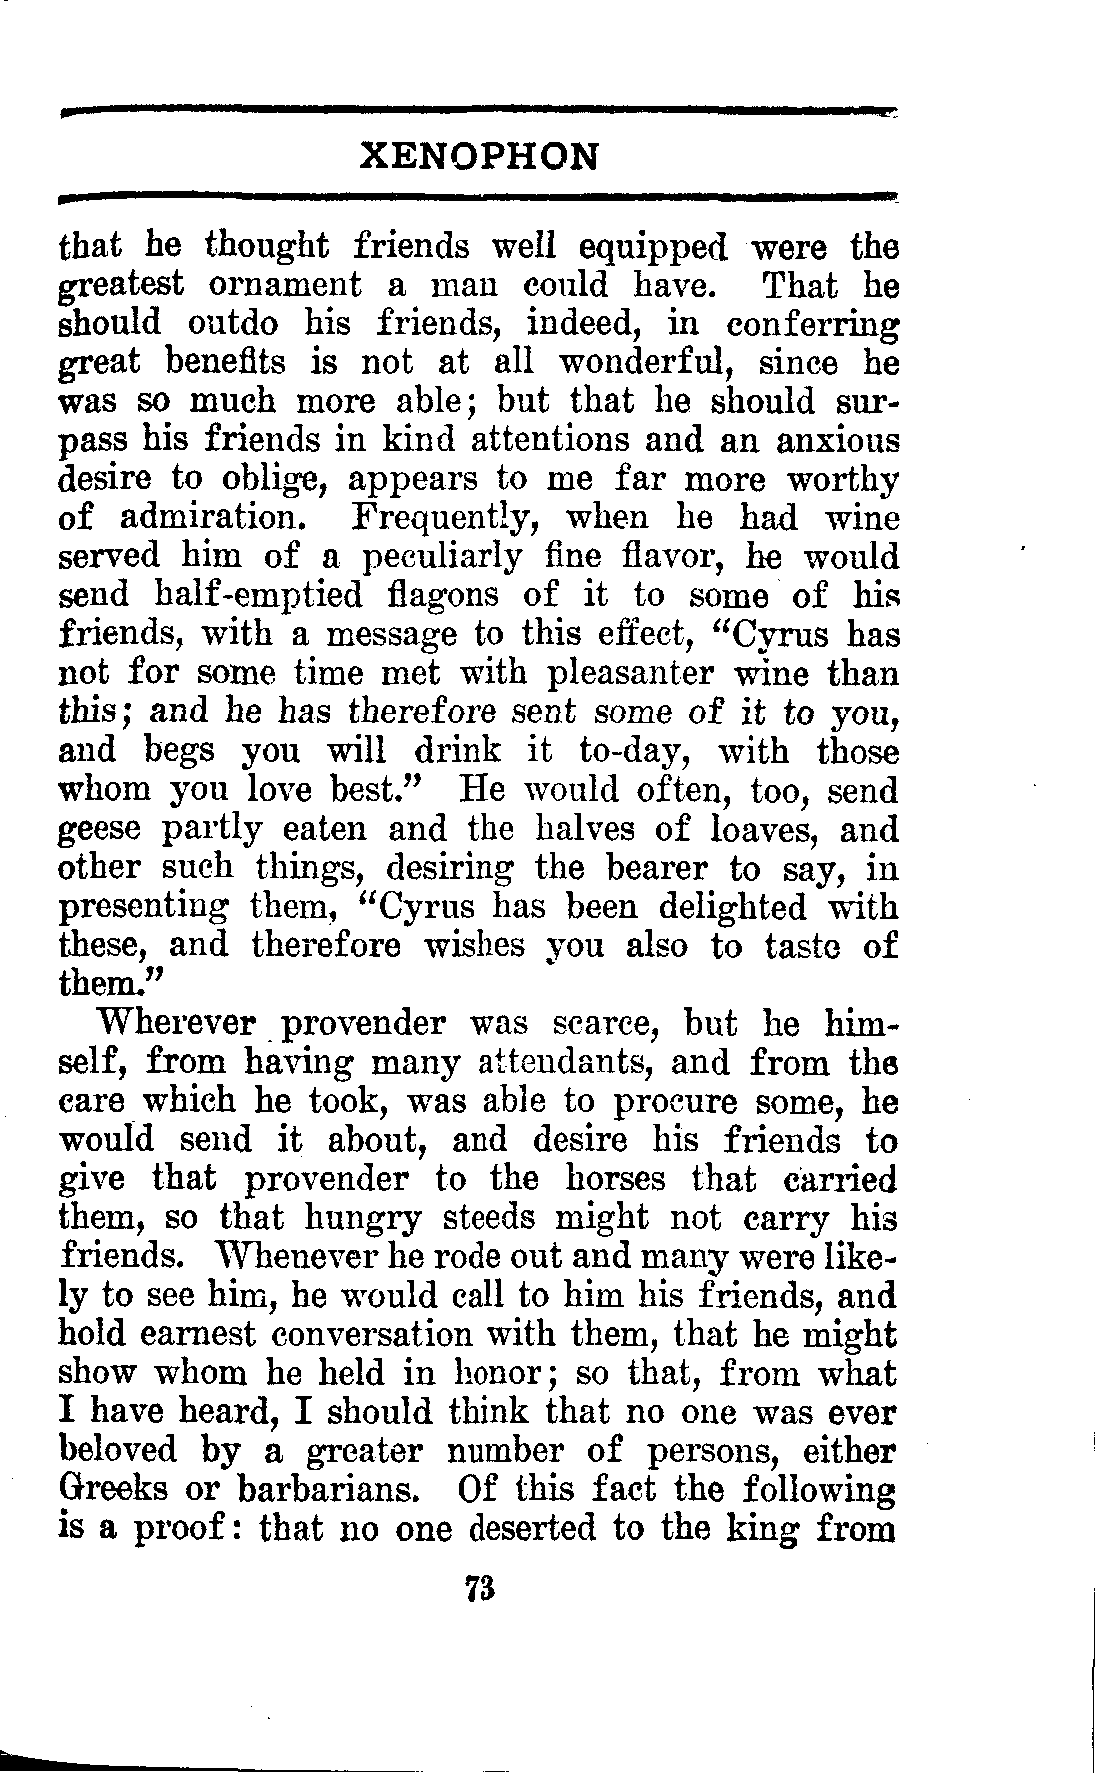 XENOPHON
that he thought friends well equipped were the
greatest ornament a man could have. That he
should outdo his friends, indeed, in conferring
great benefits is not at all wonderful, since he
was so much more able; but that he should sur-
pass his friends in kind attentions and an anxious
desire to oblige, appears to me far more worthy
of admiration. Frequently, when he had wine
served him of a peculiarly fine flavor, he would
send half-emptied flagons of it to some of his
friends, with a message to this effect, “Cyrus has
not for some time met with pleasanter wine than
this; and he has therefore sent some of it to you,
and begs you will drink it to-day, with those
whom you love best.” He would often, too, send
geese partly eaten and the halves of loaves, and
other such things, desiring the bearer to say, in
presenting them, “Cyrus has been delighted with
these, and therefore wishes you also to taste of
them.”
Wherever provender was scarce, but he him-
self, from having many attendants, and from the
care which he took, was able to procure some, he
would send it about, and desire his friends to
give that provender to the horses that carried
them, so that hungry steeds might not carry his
friends. Whenever he rode out and many were like-
ly to see him, he would call to him his friends, and
hold earnest conversation with them, that he might
show whom he held in honor; so that, from what
I have heard, I should think that no one was ever
beloved by a greater number of persons, either
Greeks or barbarians. Of this fact the following
is a proof: that no one deserted to the king from
73